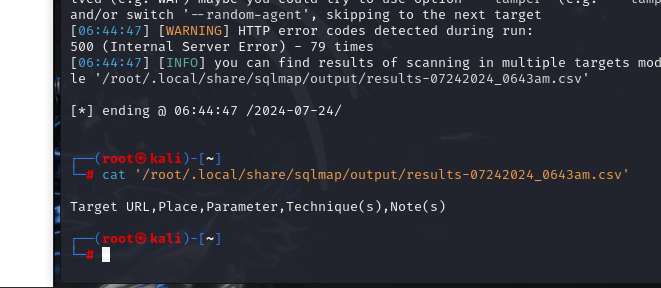 lved (e.g. WAF) maybe you could try to use option '--tamper' (e.g. '--tamp
and/or switch '--random-agent', skipping to the next target
[06:44:47] [WARNING] HTTP error codes detected during run:
500 (Internal Server Error) - 79 times
[06:44:47] [INFO] you can find results of scanning in multiple targets mod
le '/root/.local/share/sqlmap/output/results-07242024_0643am.csv'
[*] ending @ 06:44:47 /2024-07-24/
┌──(root㉿kali)-[~]
└─# cat '/root/.local/share/sqlmap/output/results-07242024_0643am.csv'
Target URL,Place,Parameter,Technique(s),Note(s)
┌──(root㉿kali)-[~]
└─#